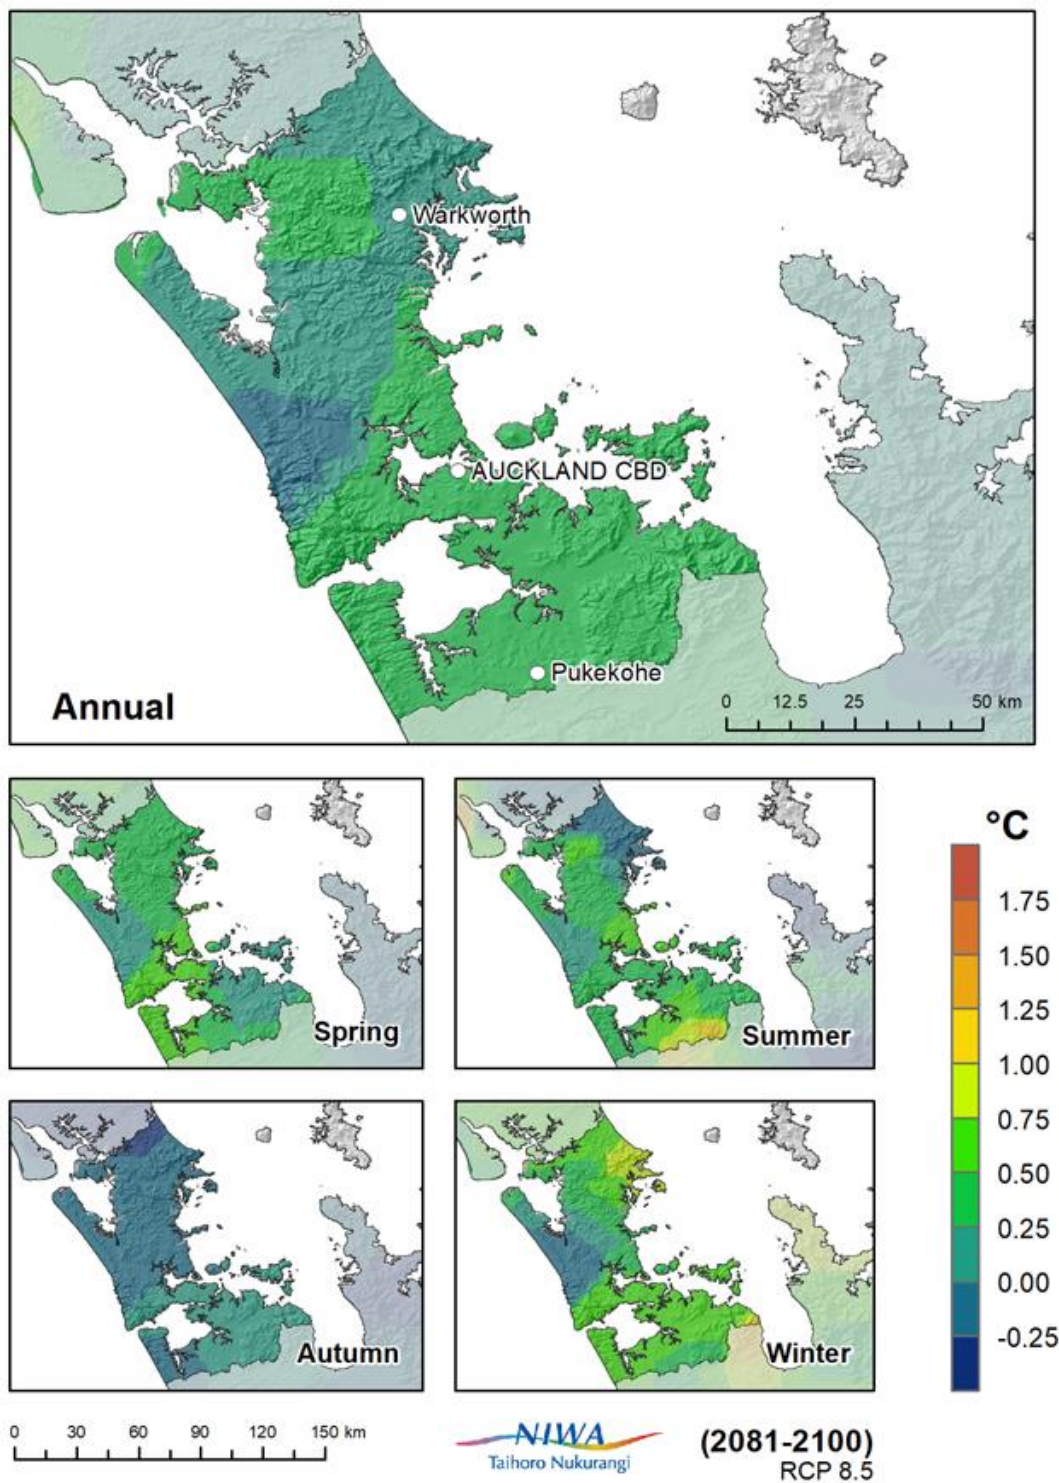 Warkworth
AUCKLAND CBD
Pukekohe
Annual
0 12.5 25 50 km
Spring
Summer
Autumn
Winter
°C
1.75
1.50
1.25
1.00
0.75
0.50
0.25
0.00
-0.25
0 30 60 90 120 150 km
NIWA
Taihoro Nukurangi
(2081-2100)
RCP 8.5